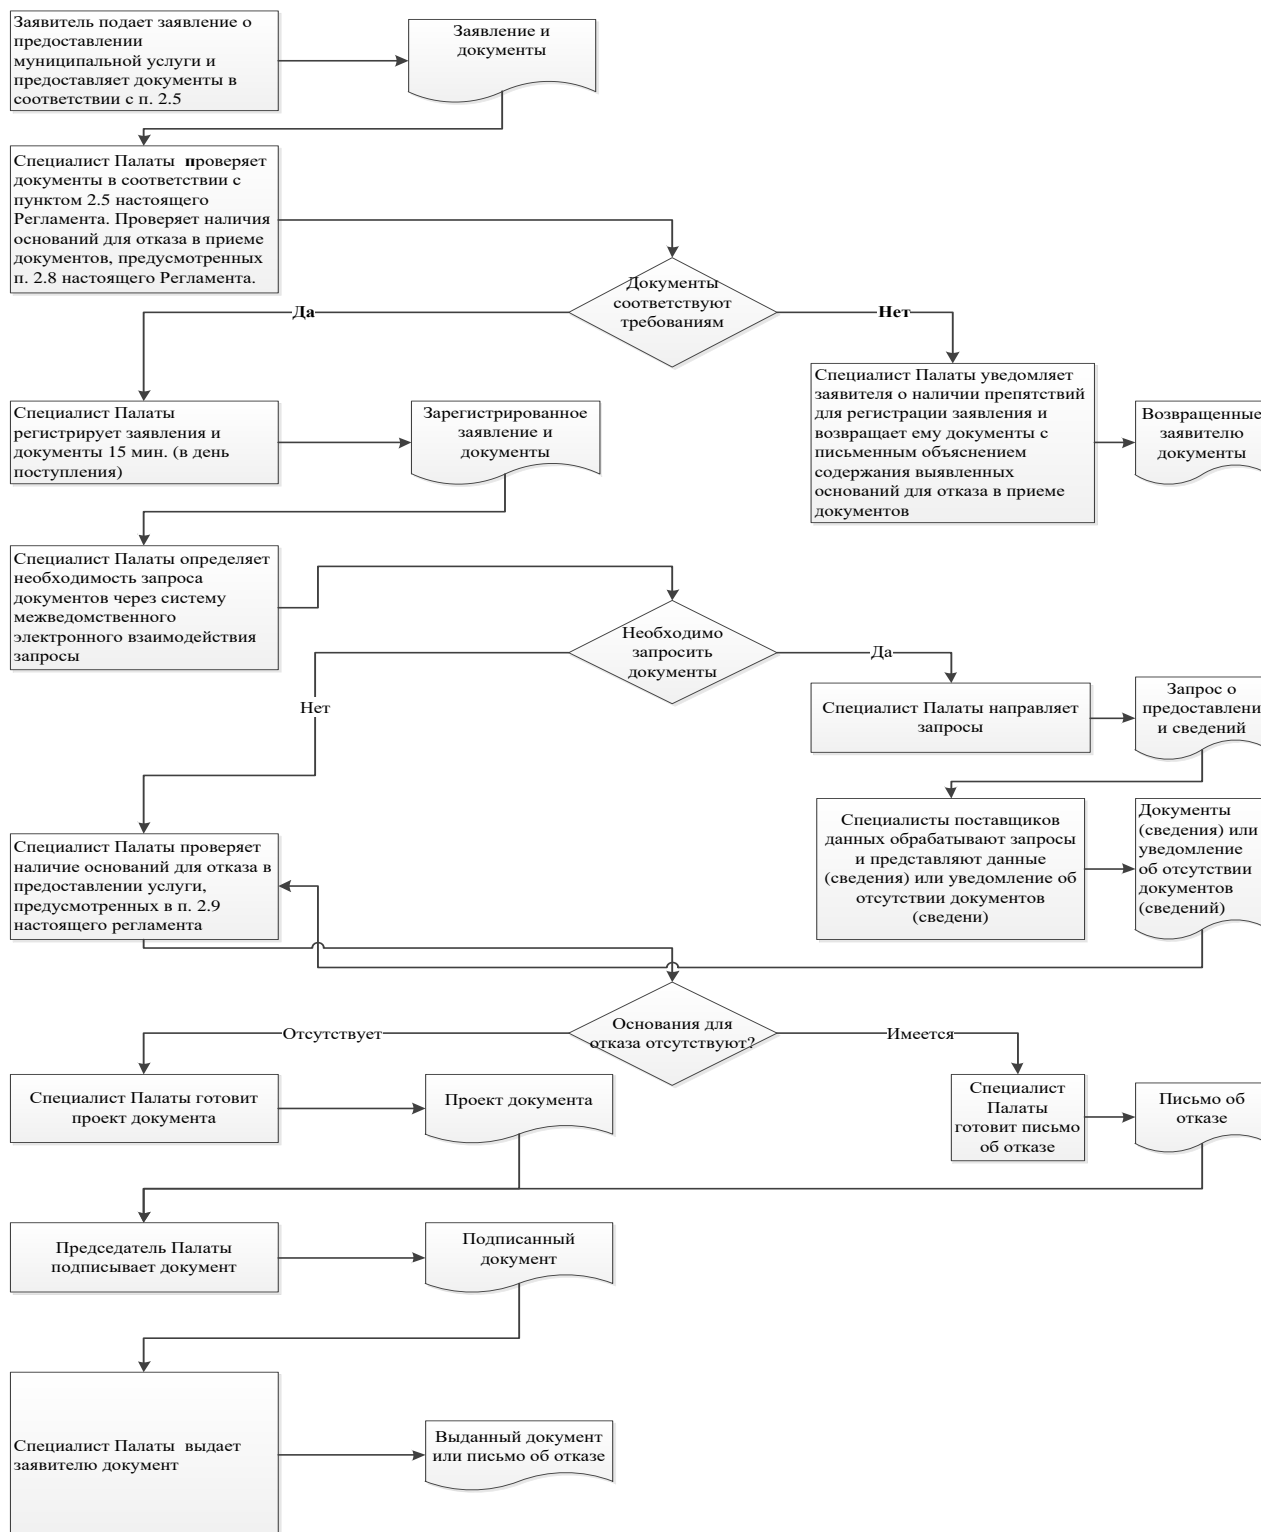 Заявитель подает заявление о
предоставлении
муниципальной услуги и
предоставляет документы в
соответствии с п. 2.5
Заявление и
документы
Специалист Палаты  проверяет
документы в соответствии с
пунктом 2.5 настоящего
Регламента. Проверяет наличия
оснований для отказа в приеме
документов, предусмотренных
п. 2.8 настоящего Регламента.
Документы
соответствуют
требованиям
Да
Нет
Специалист Палаты
регистрирует заявления и
документы 15 мин. (в день
поступления)
Зарегистрированное
заявление и
документы
Специалист Палаты уведомляет
заявителя о наличии препятствий
для регистрации заявления и
возвращает ему документы с
письменным объяснением
содержания выявленных
оснований для отказа в приеме
документов
Возвращенные
заявителю
документы
Специалист Палаты определяет
необходимость запроса
документов через систему
межведомственного
электронного взаимодействия
запросы
Необходимо
запросить
документы
Да
Нет
Специалист Палаты направляет
запросы
Запрос о
предоставлени
и сведений
Специалисты поставщиков
данных обрабатывают запросы
и представляют данные
(сведения) или уведомление об
отсутствии документов
(сведени)
Документы
(сведения) или
уведомление
об отсутствии
документов
(сведений)
Специалист Палаты проверяет
наличие оснований для отказа в
предоставлении услуги,
предусмотренных в п. 2.9
настоящего регламента
Основания для
отказа отсутствуют?
Отсутствует
Имеется
Специалист Палаты готовит
проект документа
Проект документа
Специалист
Палаты
готовит письмо
об отказе
Письмо об
отказе
Председатель Палаты
подписывает документ
Подписанный
документ
Специалист Палаты  выдает
заявителю документ
Выданный документ
или письмо об отказе